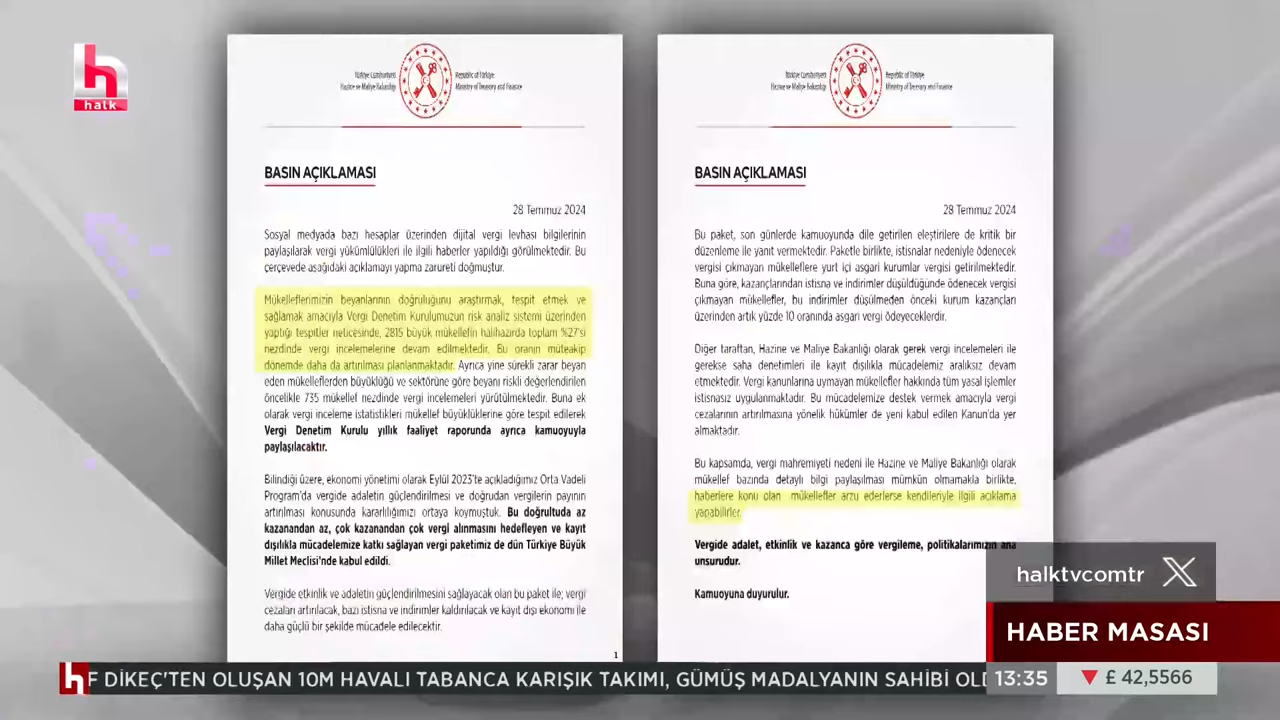 h
halk
Türkiye Cumhuriyeti
Hazine ve Maliye Bakanlığı
Republic of Türkiye
Ministry of Treasury and Finance
BASIN AÇIKLAMASI
28 Temmuz 2024
Sosyal medyada bazı hesaplar üzerinden dijital vergi levhası bilgilerinin
paylaşılarak vergi yükümlülükleri ile ilgili haberler yapıldığı görülmektedir. Bu
çerçevede aşağıdaki açıklamayı yapma zarureti doğmuştur.
Mükelleflerimizin beyanlarının doğruluğunu araştırmak, tespit etmek ve
sağlamak amacıyla Vergi Denetim Kurulumuzun risk analiz sistemi üzerinden
yaptığı tespitler neticesinde, 2815 büyük mükellefin halihazırda toplam %27'si
nezdinde vergi incelemelerine devam edilmektedir. Bu oranın müteakip
dönemde daha da artırılması planlanmaktadır. Ayrıca yine sürekli zarar beyan
eden mükelleflerden büyüklüğü ve sektörüne göre beyanı riskli değerlendirilen
öncelikle 735 mükellef nezdinde vergi incelemeleri yürütülmektedir. Buna ek
olarak vergi inceleme istatistikleri mükellef büyüklüklerine göre tespit edilerek
Vergi Denetim Kurulu yıllık faaliyet raporunda ayrıca kamuoyuyla
paylaşılacaktır.
Bilindiği üzere, ekonomi yönetimi olarak Eylül 2023'te açıkladığımız Orta Vadeli
Program'da vergide adaletin güçlendirilmesi ve doğrudan vergilerin payının
artırılması konusunda kararlılığımızı ortaya koymuştuk. Bu doğrultuda az
kazanandan az, çok kazanandan çok vergi alınmasını hedefleyen ve kayıt
dışılıkla mücadelemize katkı sağlayan vergi paketimiz de dün Türkiye Büyük
Millet Meclisi'nde kabul edildi.
Vergide etkinlik ve adaletin güçlendirilmesini sağlayacak olan bu paket ile; vergi
cezaları artırılacak, bazı istisna ve indirimler kaldırılacak ve kayıt dışı ekonomi ile
daha güçlü bir şekilde mücadele edilecektir.
1
Türkiye Cumhuriyeti
Hazine ve Maliye Bakanlığı
Republic of Türkiye
Ministry of Treasury and Finance
BASIN AÇIKLAMASI
28 Temmuz 2024
Bu paket, son günlerde kamuoyunda dile getirilen eleştirilere de kritik bir
düzenleme ile yanıt vermektedir. Paketle birlikte, istisnalar nedeniyle ödenecek
vergisi çıkmayan mükelleflere yurt içi asgari kurumlar vergisi getirilmektedir.
Buna göre, kazançlarından istisna ve indirimler düşüldüğünde ödenecek vergisi
çıkmayan mükellefler, bu indirimler düşülmeden önceki kurum kazançları
üzerinden artık yüzde 10 oranında asgari vergi ödeyeceklerdir.
Diğer taraftan, Hazine ve Maliye Bakanlığı olarak gerek vergi incelemeleri ile
gerekse saha denetimleri ile kayıt dışılıkla mücadelemiz aralıksız devam
etmektedir. Vergi kanunlarına uymayan mükellefler hakkında tüm yasal işlemler
istisnasız uygulanmaktadır. Bu mücadelemize destek vermek amacıyla vergi
cezalarının artırılmasına yönelik hükümler de yeni kabul edilen Kanun'da yer
almaktadır.
Bu kapsamda, vergi mahremiyeti nedeni ile Hazine ve Maliye Bakanlığı olarak
mükellef bazında detaylı bilgi paylaşılması mümkün olmamakla birlikte,
haberlere konu olan mükellefler arzu ederlerse kendileriyle ilgili açıklama
yapabilirler.
Vergide adalet, etkinlik ve kazanca göre vergileme, politikalarımızın ana
unsurudur.
Kamuoyuna duyurulur.
halktvcomtr X
HABER MASASI
h F DİKEÇ'TEN OLUŞAN 10M HAVALI TABANCA KARIŞIK TAKIMI, GÜMÜŞ MADALYANIN SAHİBİ OLD
13:35 £ 42,5566